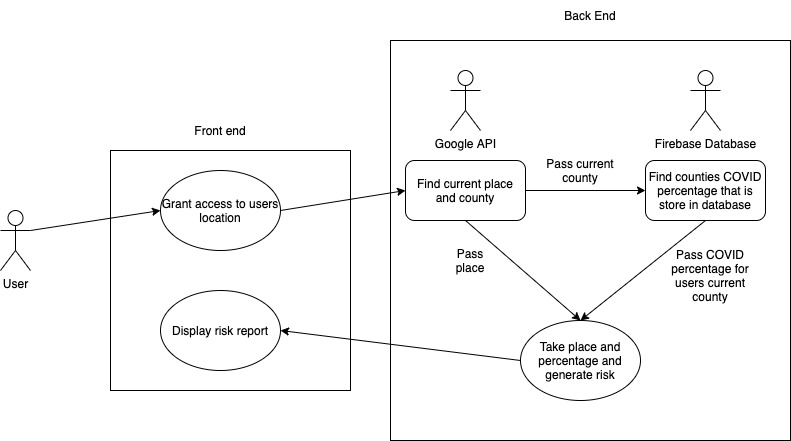 Back End
Front end
Google API
Firebase Database
User
Grant access to users
location
Find current place
and county
Pass current
county
Find counties COVID
percentage that is
store in database
Pass
place
Pass COVID
percentage for
users current
county
Display risk report
Take place and
percentage and
generate risk